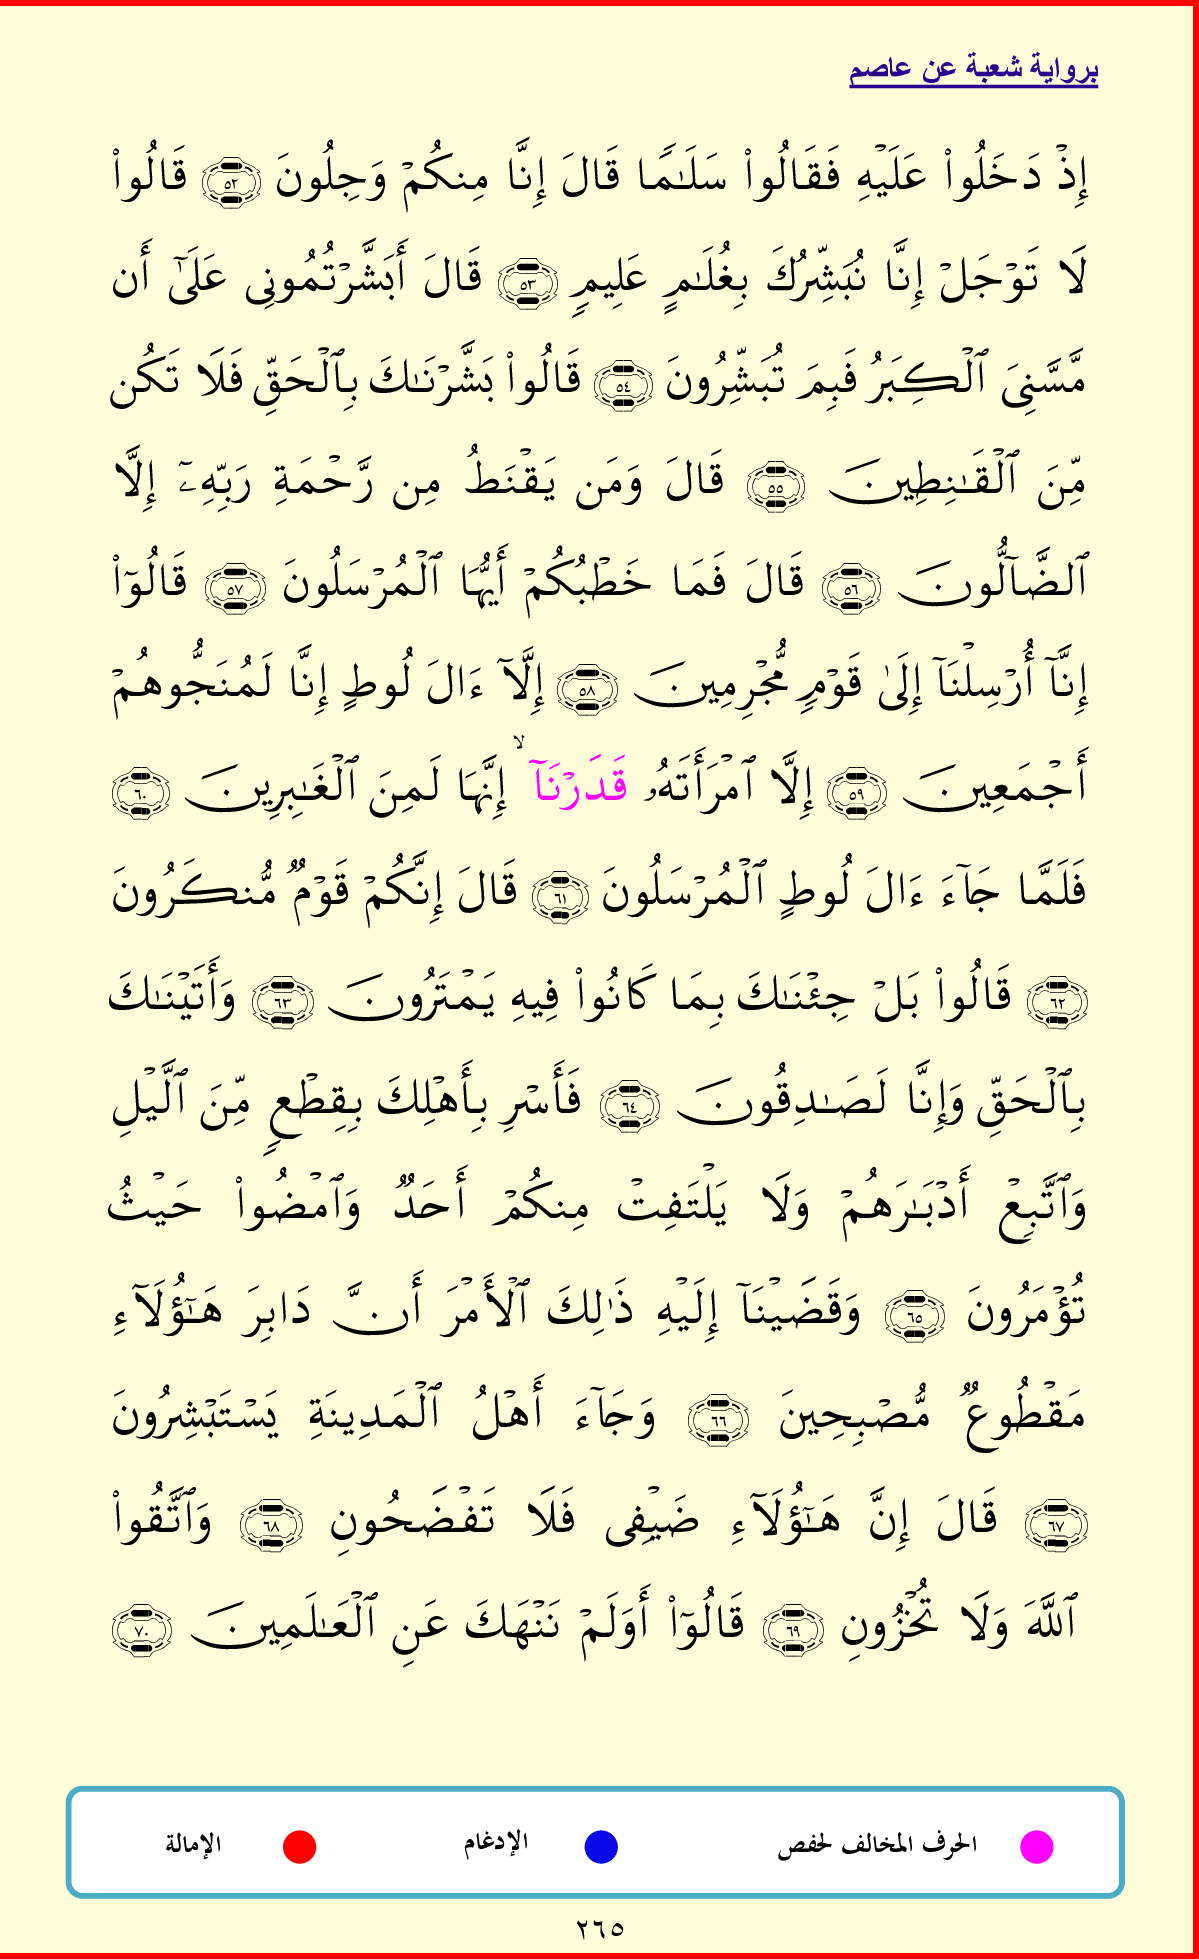 برواية شعبة عن عاصم
إِذْ دَخَلُوا۟ عَلَيْهِ فَقَالُوا۟ سَلَـٰمًا قَالَ إِنَّا مِنكُمْ وَجِلُونَ ٥٢ قَالُوا۟
لَا تَوْجَلْ إِنَّا نُبَشِّرُكَ بِغُلَـٰمٍ عَلِيمٍ ٥٣ قَالَ أَبَشَّرْتُمُونِى عَلَىٰٓ أَن
مَّسَّنِىَ ٱلْكِبَرُ فَبِمَ تُبَشِّرُونَ ٥٤ قَالُوا۟ بَشَّرْنَـٰكَ بِٱلْحَقِّ فَلَا تَكُن
مِّنَ ٱلْقَـٰنِطِينَ ٥٥ قَالَ وَمَن يَقْنَطُ مِن رَّحْمَةِ رَبِّهِۦٓ إِلَّا
ٱلضَّآلُّونَ ٥٦ قَالَ فَمَا خَطْبُكُمْ أَيُّهَا ٱلْمُرْسَلُونَ ٥٧ قَالُوٓا۟
إِنَّآ أُرْسِلْنَآ إِلَىٰ قَوْمٍ مُّجْرِمِينَ ٥٨ إِلَّآ ءَالَ لُوطٍ إِنَّا لَمُنَجُّوهُمْ
أَجْمَعِينَ ٥٩ إِلَّا ٱمْرَأَتَهُۥ قَدَرْنَآ ۙ إِنَّهَا لَمِنَ ٱلْغَـٰبِرِينَ ٦٠
فَلَمَّا جَآءَ ءَالَ لُوطٍ ٱلْمُرْسَلُونَ ٦١ قَالَ إِنَّكُمْ قَوْمٌ مُّنكَرُونَ
٦٢ قَالُوا۟ بَلْ جِئْنَـٰكَ بِمَا كَانُوا۟ فِيهِ يَمْتَرُونَ ٦٣ وَأَتَيْنَـٰكَ
بِٱلْحَقِّ وَإِنَّا لَصَـٰدِقُونَ ٦٤ فَأَسْرِ بِأَهْلِكَ بِقِطْعٍ مِّنَ ٱلَّيْلِ
وَٱتَّبِعْ أَدْبَـٰرَهُمْ وَلَا يَلْتَفِتْ مِنكُمْ أَحَدٌ وَٱمْضُوا۟ حَيْثُ
تُؤْمَرُونَ ٦٥ وَقَضَيْنَآ إِلَيْهِ ذَٰلِكَ ٱلْأَمْرَ أَنَّ دَابِرَ هَـٰٓؤُلَآءِ
مَقْطُوعٌ مُّصْبِحِينَ ٦٦ وَجَآءَ أَهْلُ ٱلْمَدِينَةِ يَسْتَبْشِرُونَ
٦٧ قَالَ إِنَّ هَـٰٓؤُلَآءِ ضَيْفِى فَلَا تَفْضَحُونِ ٦٨ وَٱتَّقُوا۟
ٱللَّهَ وَلَا تُخْزُونِ ٦٩ قَالُوٓا۟ أَوَلَمْ نَنْهَكَ عَنِ ٱلْعَـٰلَمِينَ ٧٠
الحرف المخالف لحفص الإدغام الإمالة
٢٦٥